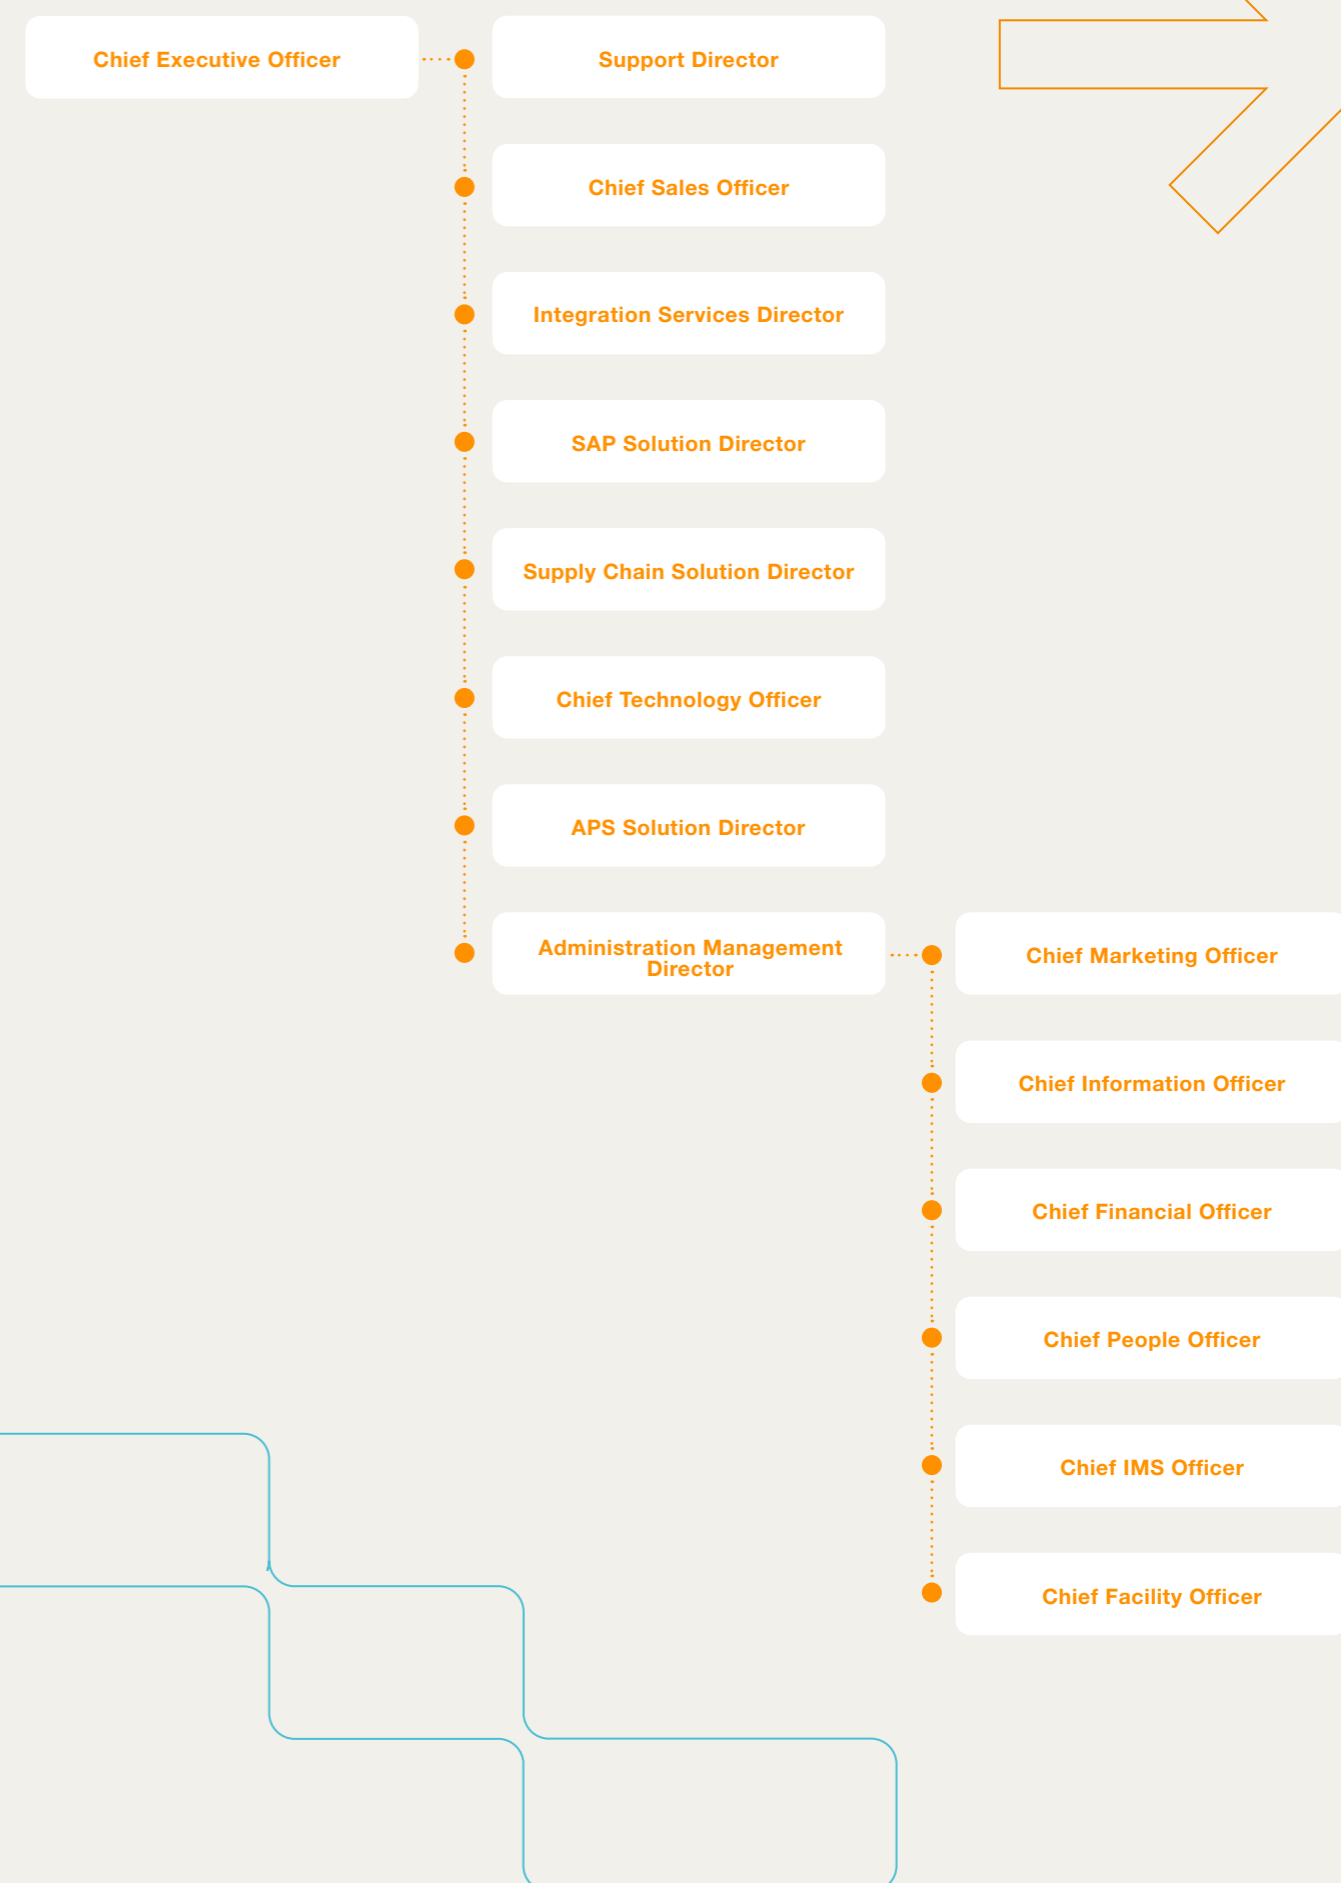 Chief Executive Officer
Support Director
Chief Sales Officer
Integration Services Director
SAP Solution Director
Supply Chain Solution Director
Chief Technology Officer
APS Solution Director
Administration Management
Director
Chief Marketing Officer
Chief Information Officer
Chief Financial Officer
Chief People Officer
Chief IMS Officer
Chief Facility Officer